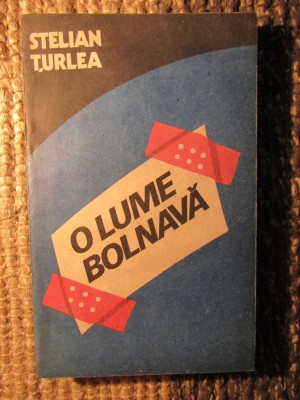 STELIAN
ȚURLEA
O LUME
BOLNAVĂ